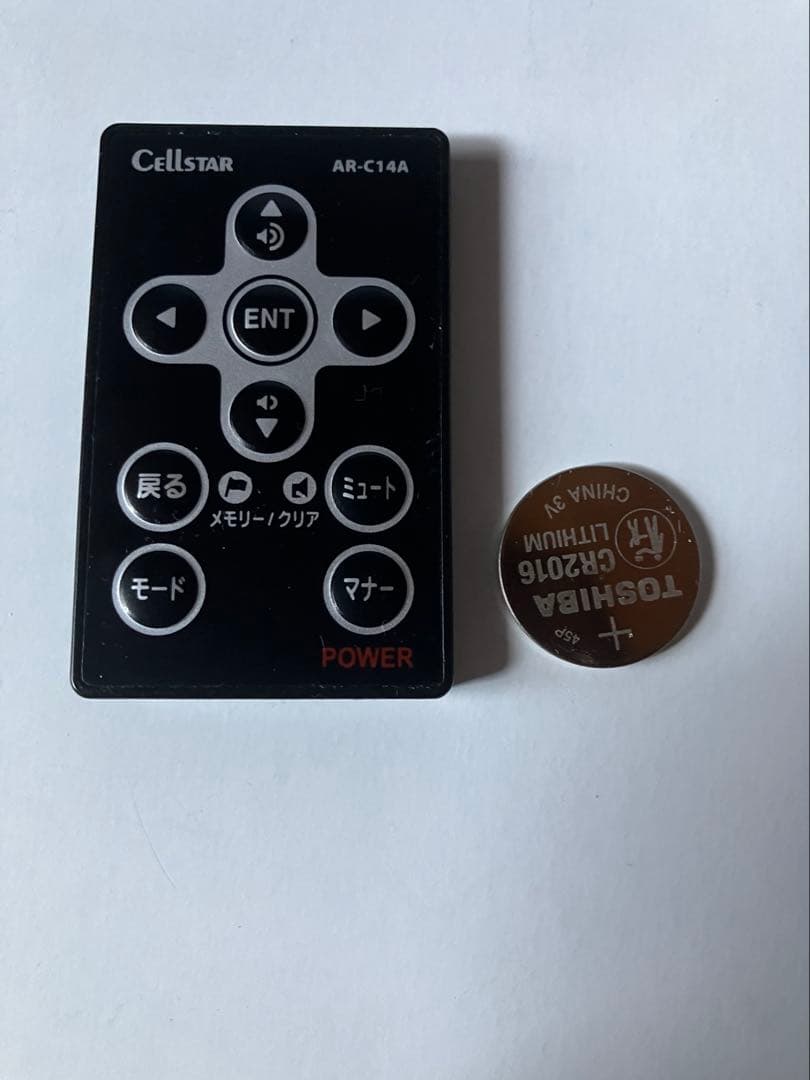 CELLSTAR AR-C14A
ENT
戻る ミュート
メモリー/クリア
モード マナー
POWER
TOSHIBA
CR2016
LITHIUM
CHINA 3V
45P
+